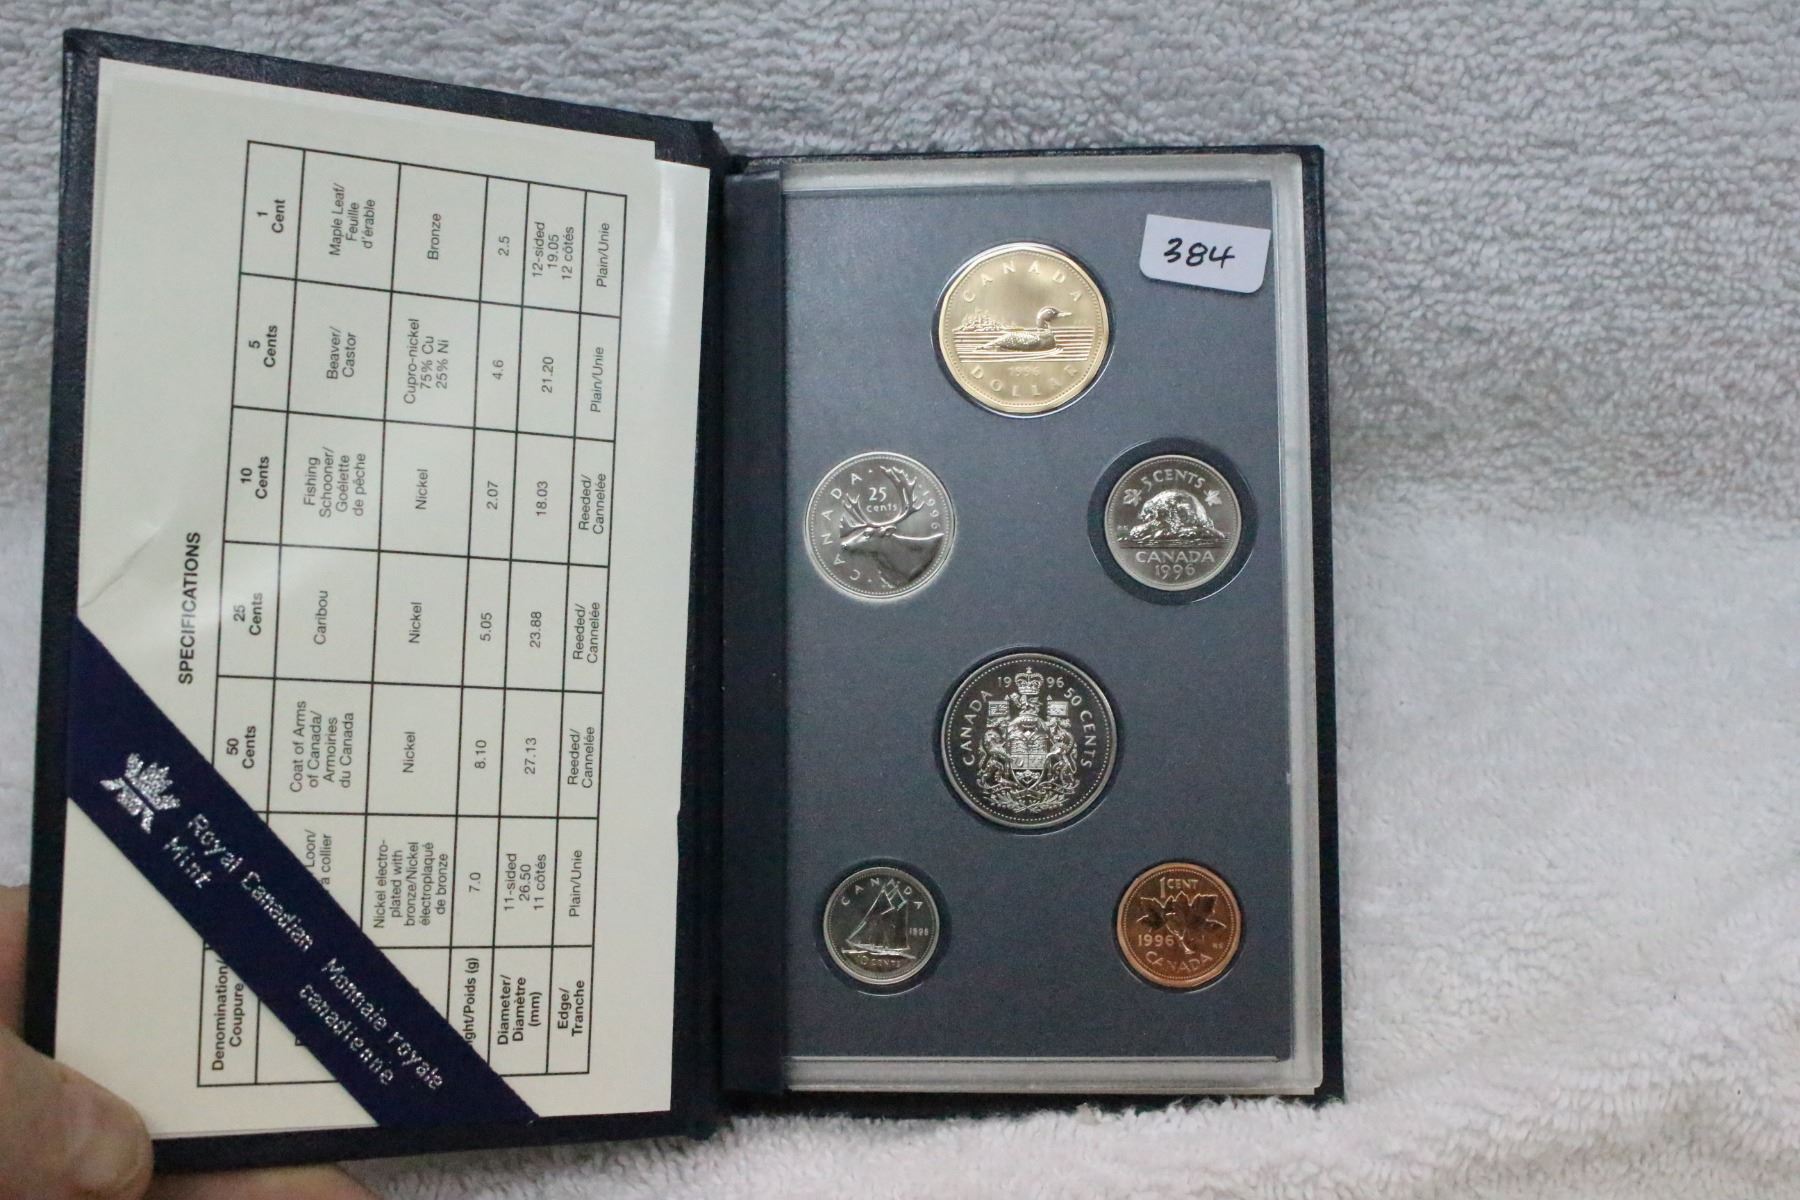 SPECIFICATIONS
Denomination/
Coupure
50
Cents
25
Cents
10
Cents
5
Cents
1
Cent
Loon/
à collier
Coat of Arms
of Canada/
Armoiries
du Canada
Caribou
Fishing
Schooner/
Goélette
de pêche
Beaver/
Castor
Maple Leaf/
Feuille
d'érable
Nickel electro-
plated with
bronze/Nickel
électroplaqué
de bronze
Nickel
Nickel
Nickel
Cupro-nickel
75% Cu
25% Ni
Bronze
ght/Poids (g)
7.0
8.10
5.05
2.07
4.6
2.5
Diameter/
Diamètre
(mm)
11-sided
26.50
11 côtés
27.13
23.88
18.03
21.20
12-sided
19.05
12 côtés
Edge/
Tranche
Plain/Unie
Reeded/
Cannelée
Reeded/
Cannelée
Reeded/
Cannelée
Plain/Unie
Plain/Unie
Royal Canadian
Mint
Monnaie royale
canadienne
384
CANADA
1996
DOLLAR
CANADA
25
cents
1996
5 CENTS
CANADA
1996
1996
CANADA
50 CENTS
CANADA
1996
10 CENTS
1 CENT
1996
CANADA